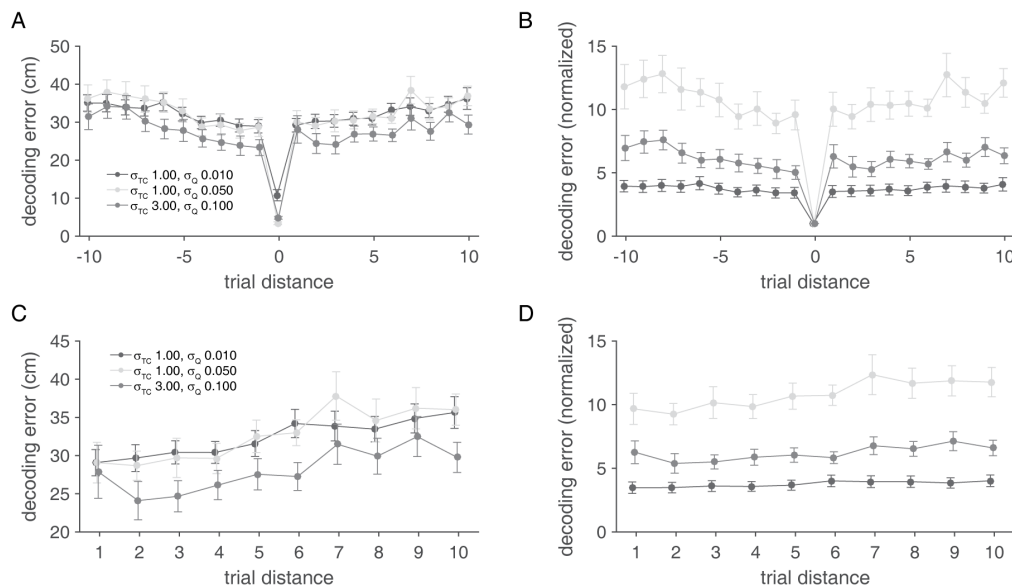 A
decoding error (cm)
50
40
30
20
10
0
σTC 1.00, σQ 0.010
σTC 1.00, σQ 0.050
σTC 3.00, σQ 0.100
-10 -5 0 5 10
trial distance
B
decoding error (normalized)
15
10
5
0
-10 -5 0 5 10
trial distance
C
decoding error (cm)
45
40
35
30
25
20
σTC 1.00, σQ 0.010
σTC 1.00, σQ 0.050
σTC 3.00, σQ 0.100
1 2 3 4 5 6 7 8 9 10
trial distance
D
decoding error (normalized)
15
10
5
0
1 2 3 4 5 6 7 8 9 10
trial distance